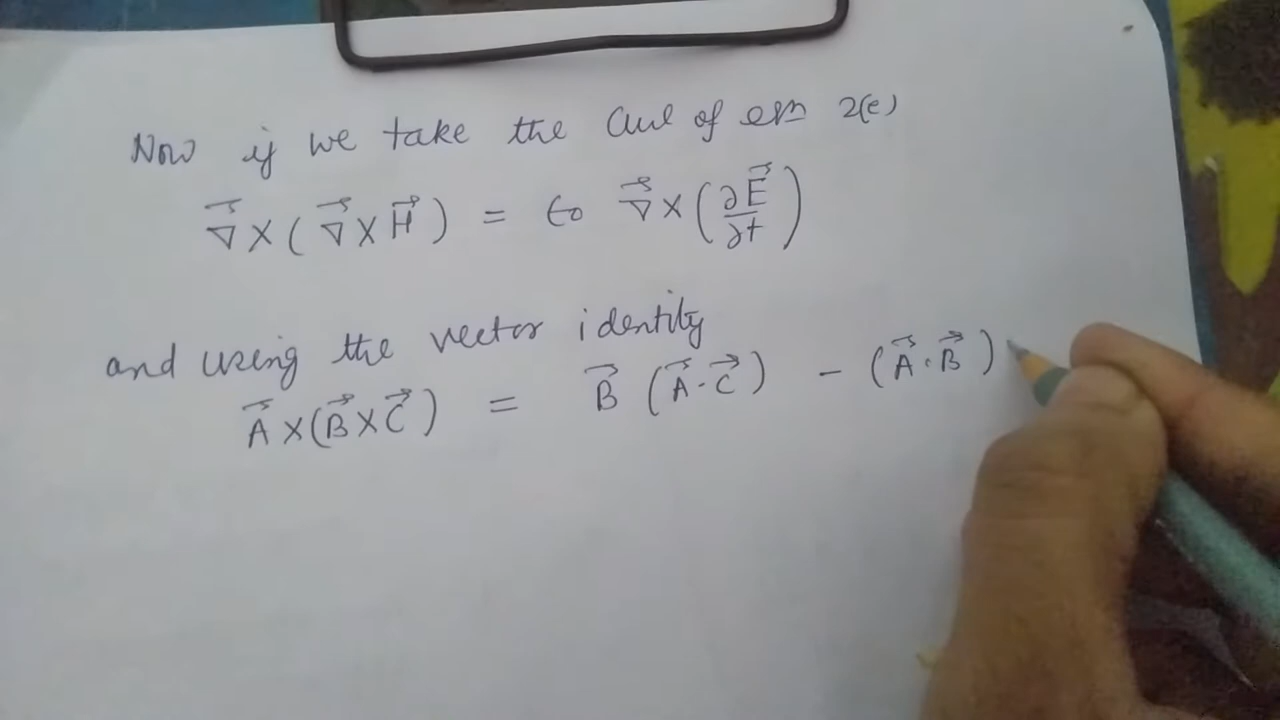 Now if we take the Curl of eqn 2(e)
∇⃗ × (∇⃗ × H⃗) = ϵ₀ ∇⃗ × (∂E⃗/∂t)
and using the vector identity
A⃗ × (B⃗ × C⃗) = B⃗ (A⃗ · C⃗) - (A⃗ · B⃗)